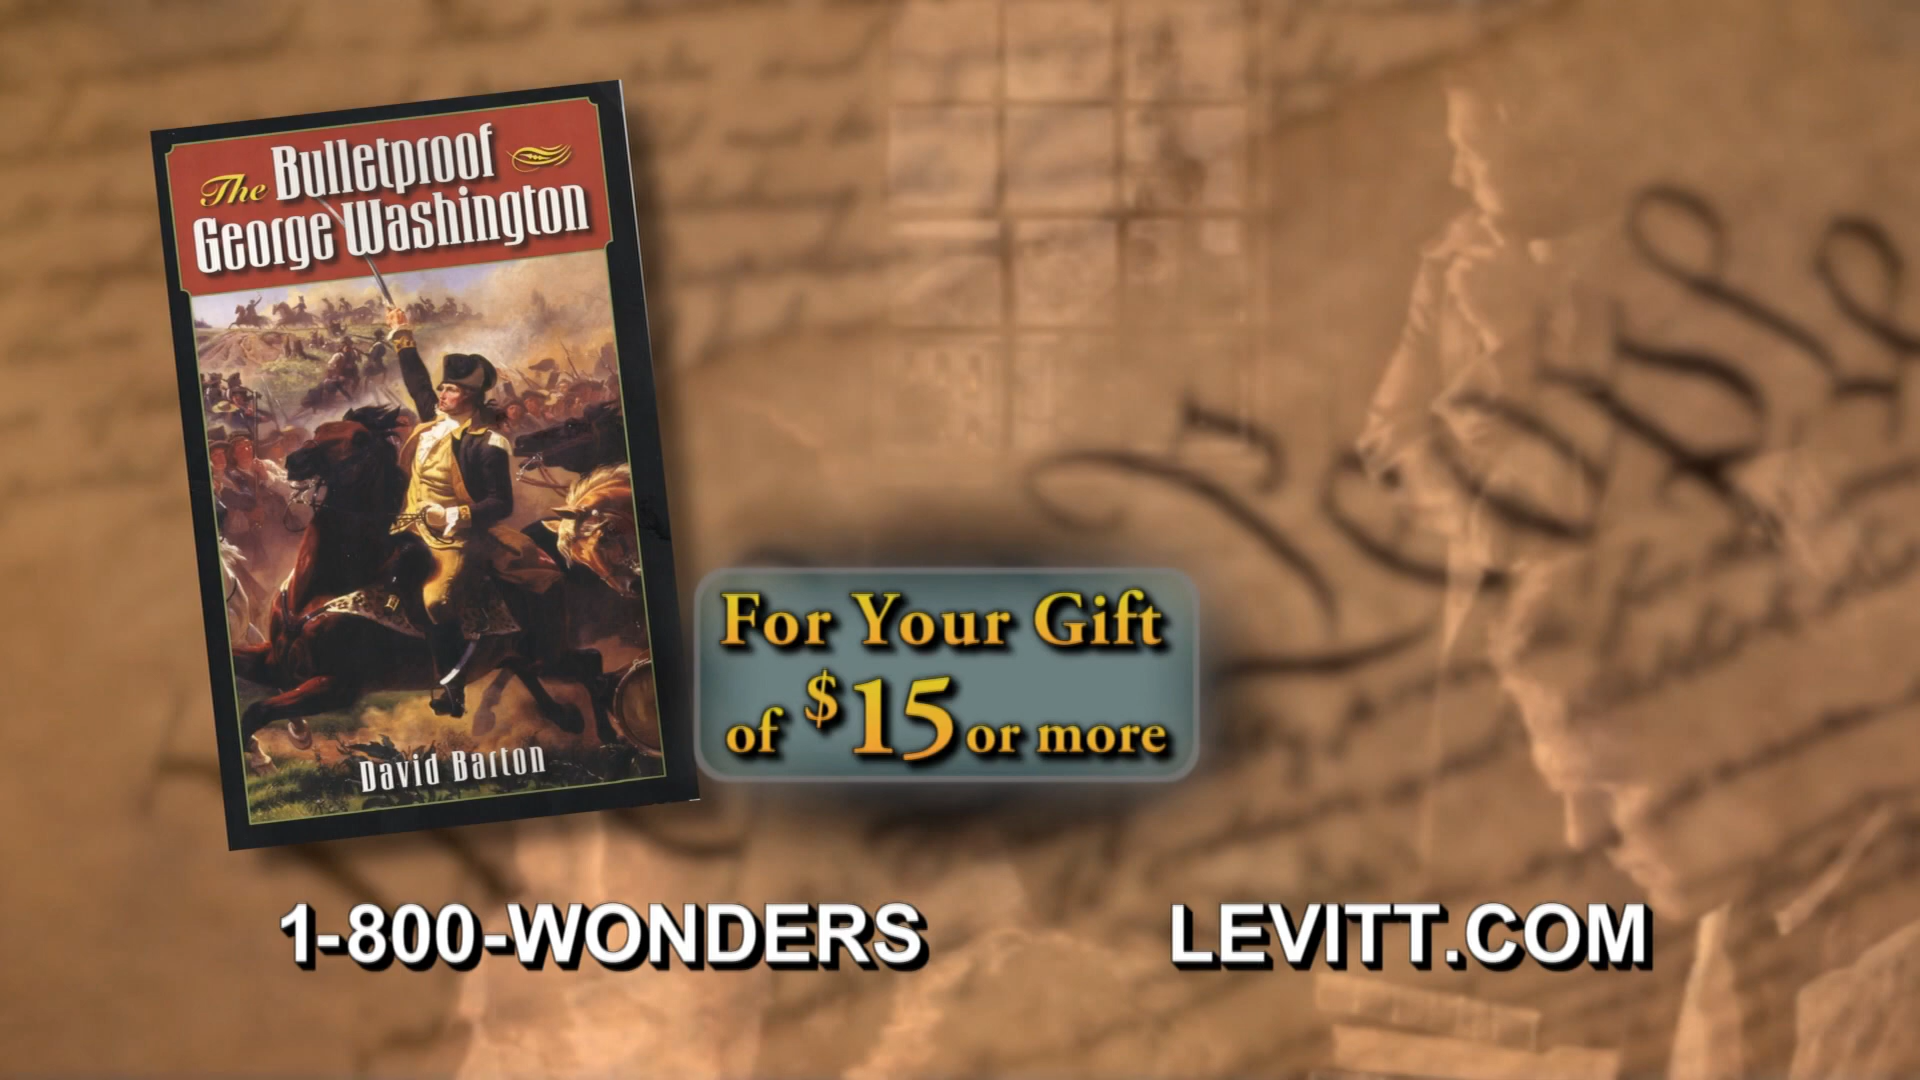 The Bulletproof
George Washington
David Barton
For Your Gift
of $15 or more
1-800-WONDERS
LEVITT.COM